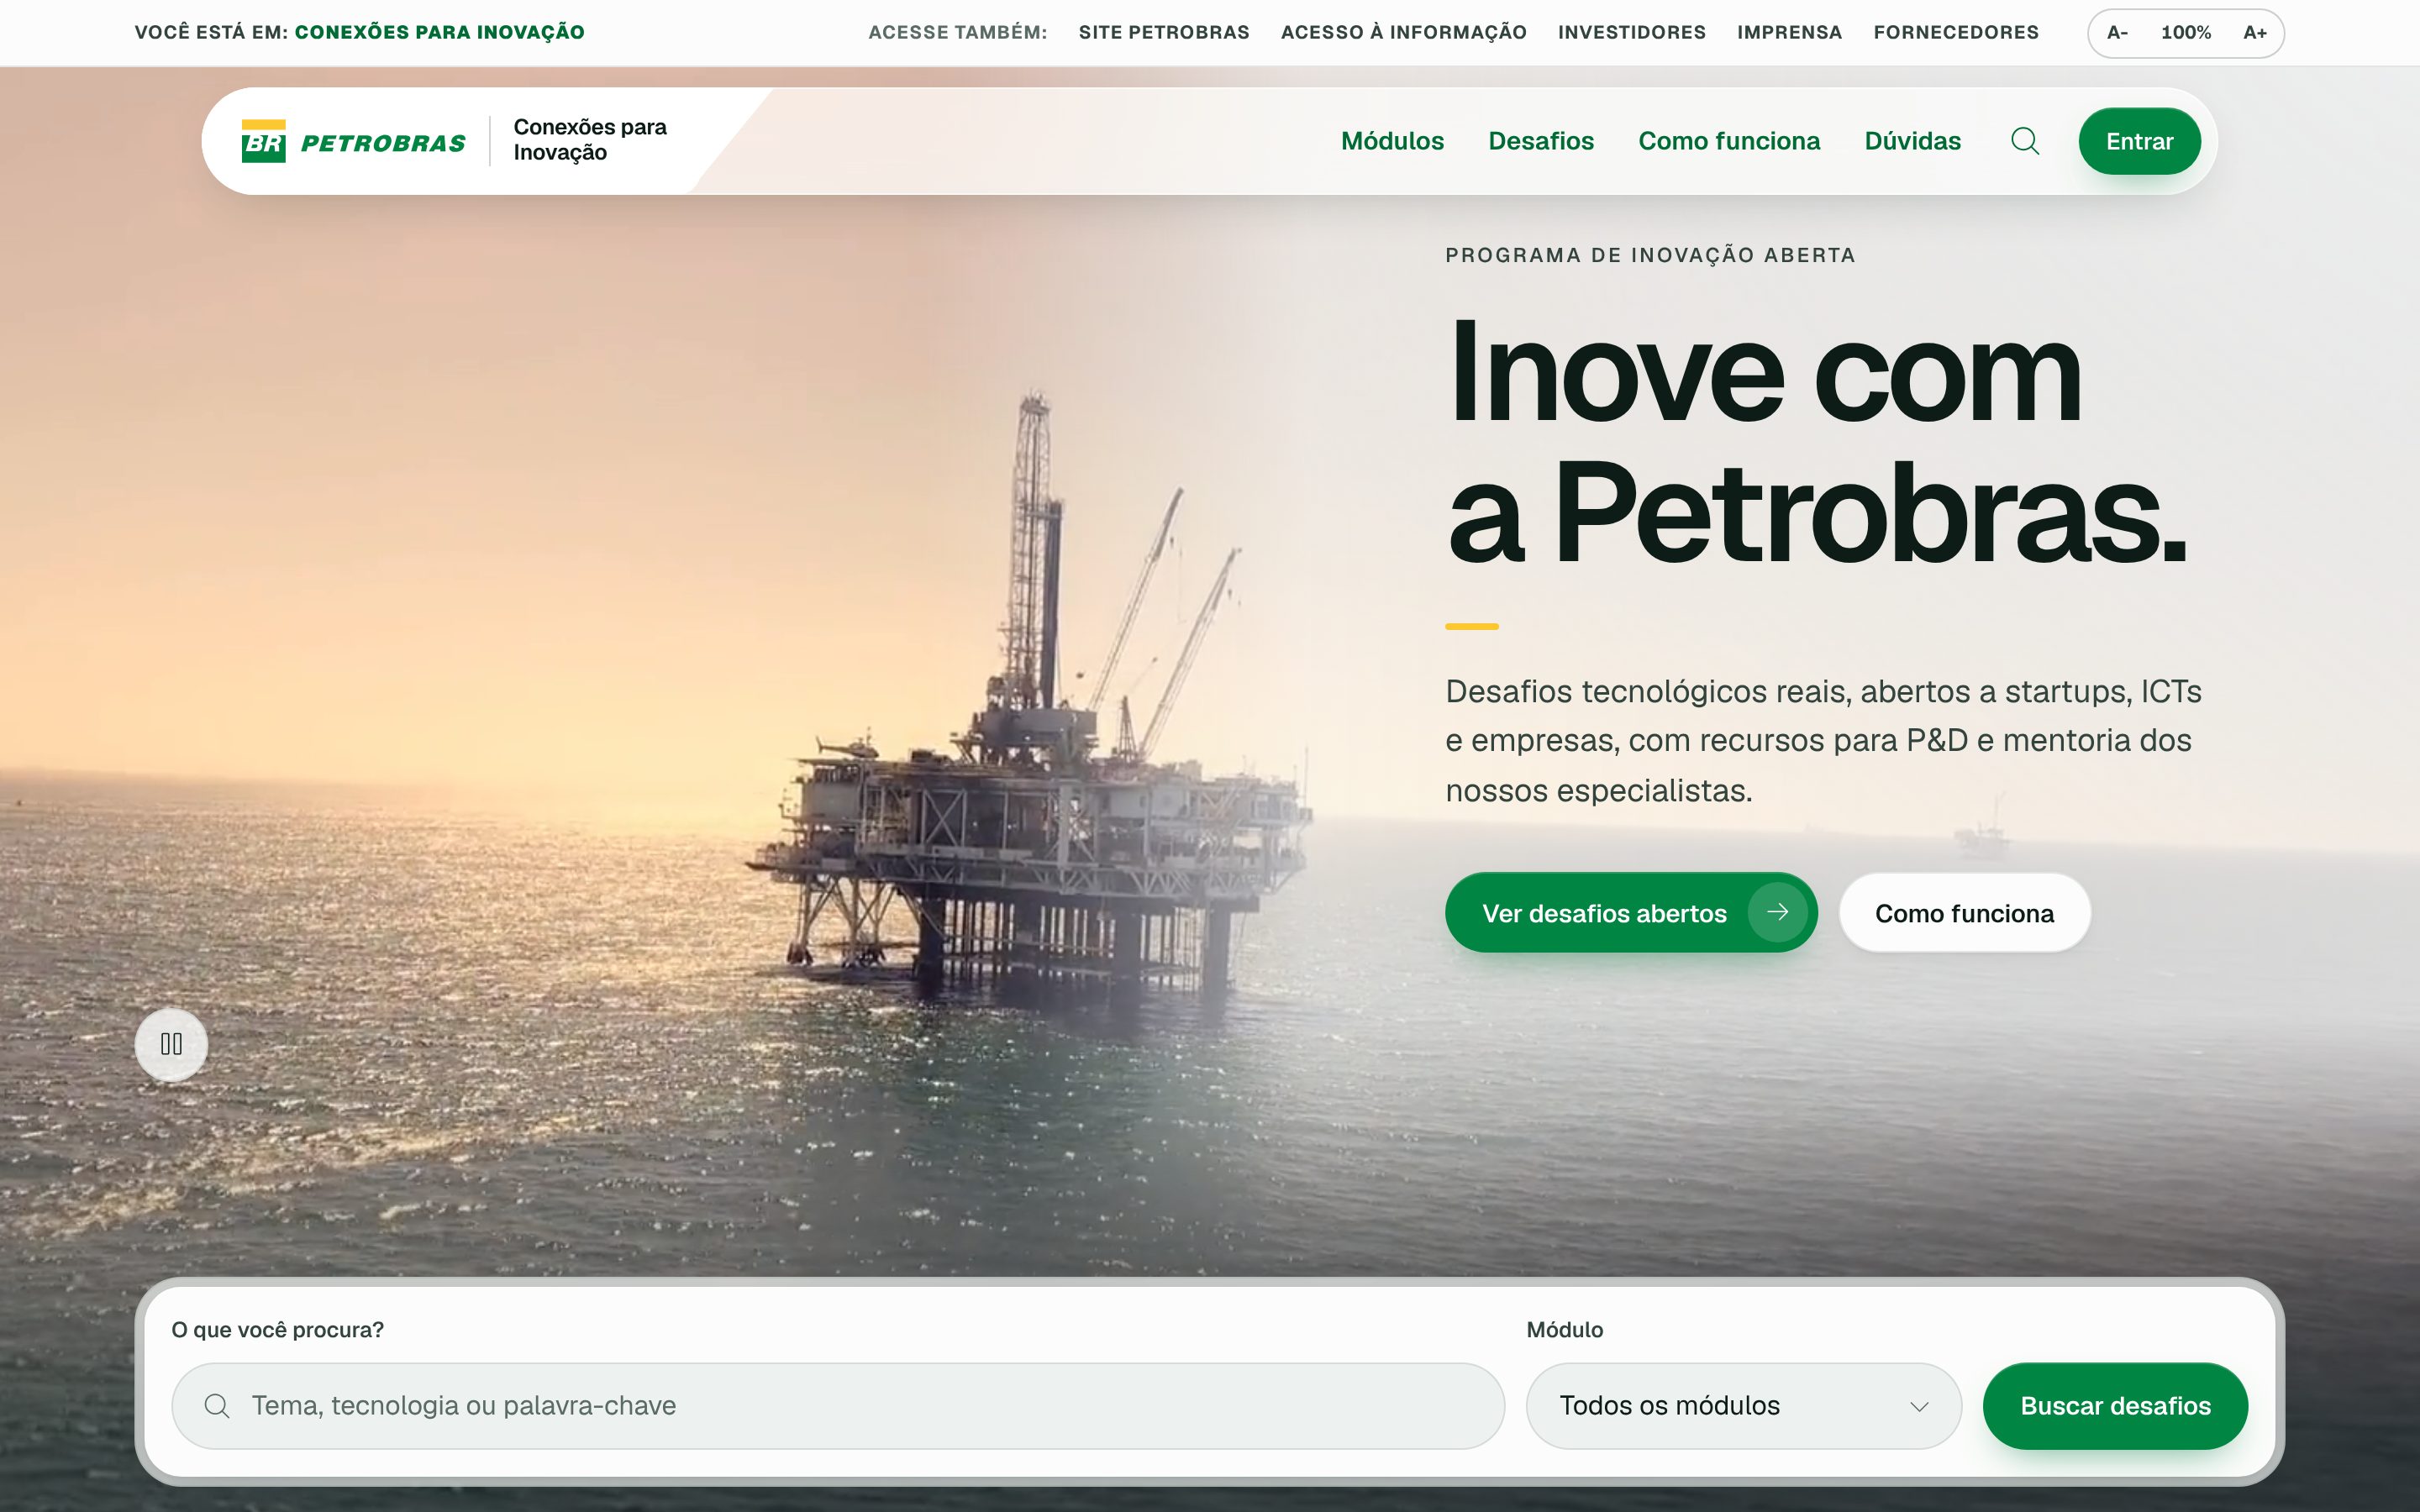 VOCÊ ESTÁ EM: CONEXÕES PARA INOVAÇÃO
ACESSE TAMBÉM: SITE PETROBRAS ACESSO À INFORMAÇÃO INVESTIDORES IMPRENSA FORNECEDORES A- 100% A+
BR PETROBRAS
Conexões para
Inovação
Módulos Desafios Como funciona Dúvidas Entrar
PROGRAMA DE INOVAÇÃO ABERTA
Inove com
a Petrobras.
Desafios tecnológicos reais, abertos a startups, ICTs
e empresas, com recursos para P&D e mentoria dos
nossos especialistas.
Ver desafios abertos Como funciona
O que você procura?
Tema, tecnologia ou palavra-chave
Módulo
Todos os módulos
Buscar desafios